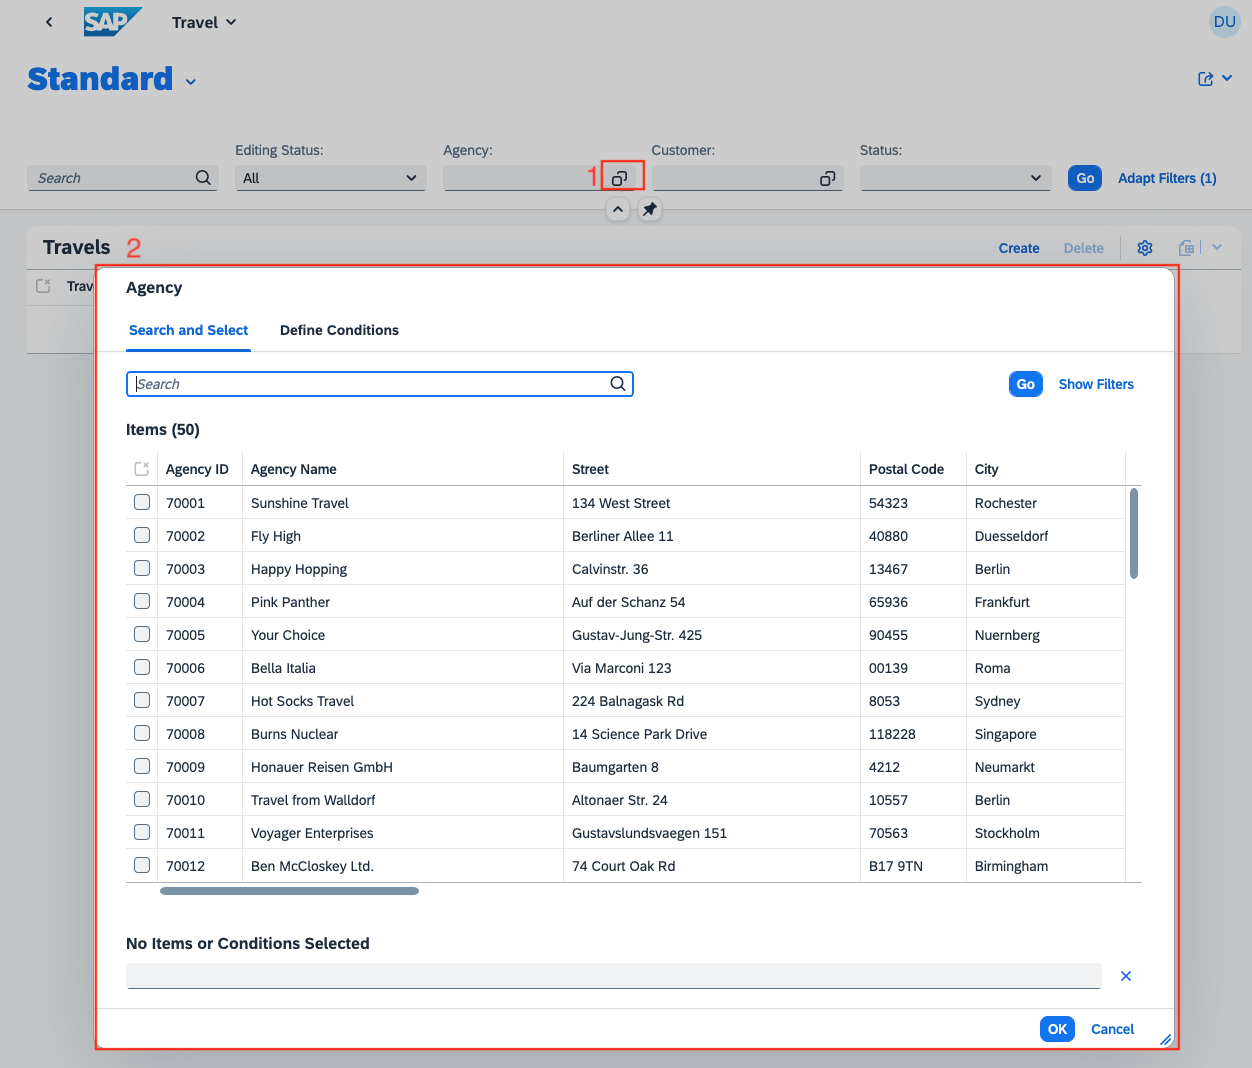 SAP Travel DU
Standard
Editing Status: Agency: Customer: Status:
Search All 1 Go Adapt Filters (1)
Travels 2 Create Delete
Trav
Agency
Search and Select Define Conditions
Search Go Show Filters
Items (50)
Agency ID Agency Name Street Postal Code City
70001 Sunshine Travel 134 West Street 54323 Rochester
70002 Fly High Berliner Allee 11 40880 Duesseldorf
70003 Happy Hopping Calvinstr. 36 13467 Berlin
70004 Pink Panther Auf der Schanz 54 65936 Frankfurt
70005 Your Choice Gustav-Jung-Str. 425 90455 Nuernberg
70006 Bella Italia Via Marconi 123 00139 Roma
70007 Hot Socks Travel 224 Balnagask Rd 8053 Sydney
70008 Burns Nuclear 14 Science Park Drive 118228 Singapore
70009 Honauer Reisen GmbH Baumgarten 8 4212 Neumarkt
70010 Travel from Walldorf Altonaer Str. 24 10557 Berlin
70011 Voyager Enterprises Gustavslundsvaegen 151 70563 Stockholm
70012 Ben McCloskey Ltd. 74 Court Oak Rd B17 9TN Birmingham
No Items or Conditions Selected
OK Cancel